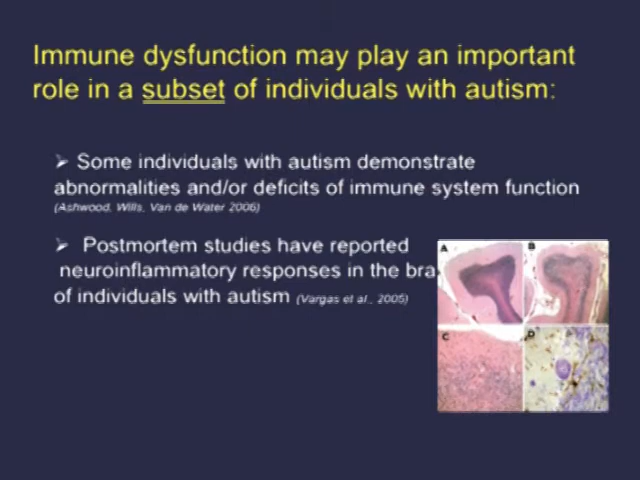 Immune dysfunction may play an important
role in a subset of individuals with autism:
➢ Some individuals with autism demonstrate
abnormalities and/or deficits of immune system function
(Ashwood, Wills, Van de Water 2006)
➢ Postmortem studies have reported
neuroinflammatory responses in the bra
of individuals with autism (Vargas et al., 2005)
A B
C D